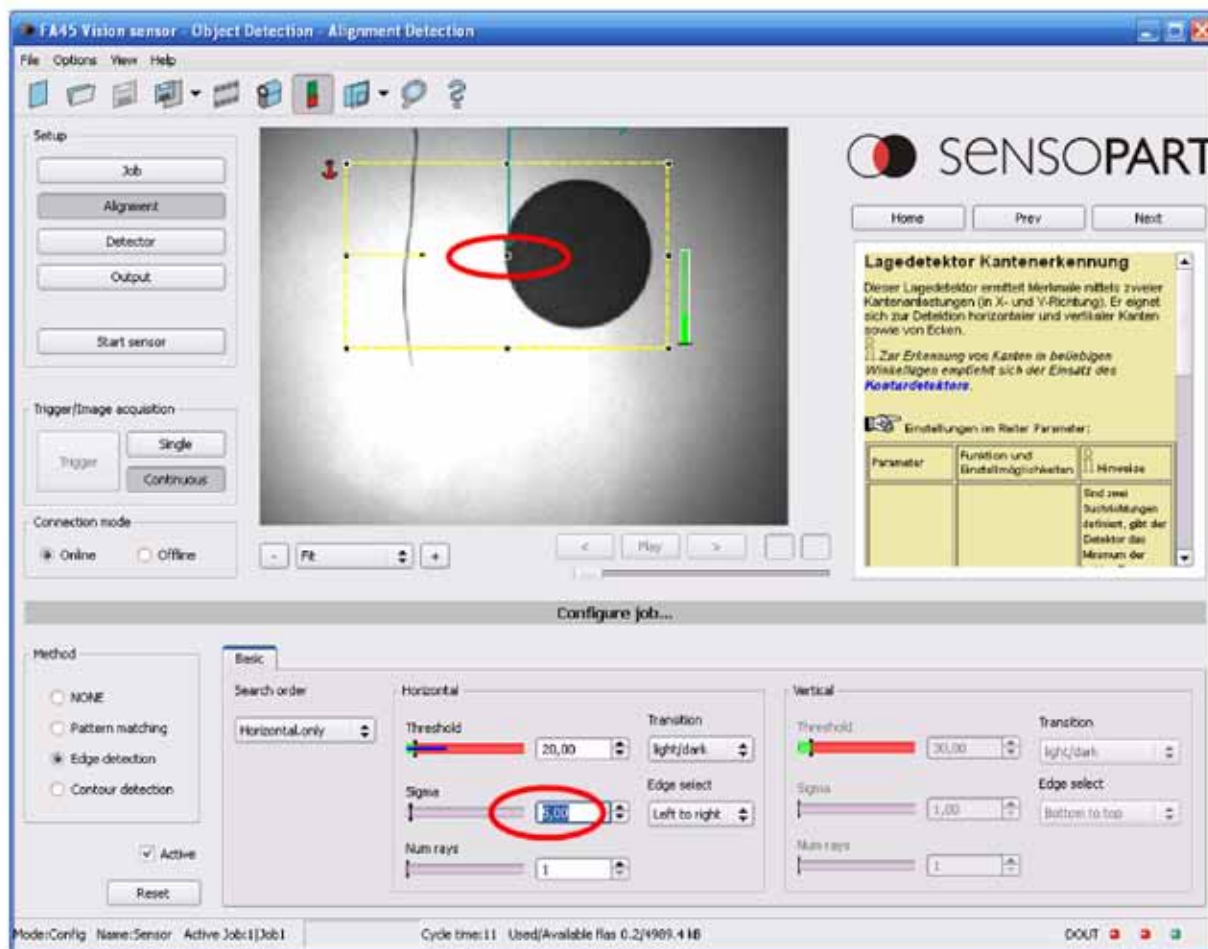 FA45 Vision sensor - Object Detection - Alignment Detection
File Options View Help
Setup
Job
Alignment
Detector
Output
Start sensor
Trigger/Image acquisition
Trigger
Single
Continuous
Connection mode
Online
Offline
-
Fit
+
<
Play
>
SENSOPART
Home
Prev
Next
Lagedetektor Kantenerkennung
Dieser Lagedetektor ermittelt Merkmale mittels zweier
Kantenantastungen (in X- und Y-Richtung). Er eignet
sich zur Detektion horizontaler und vertikaler Kanten
sowie von Ecken.
Zur Erkennung von Kanten in beliebigen
Winkellagen empfiehlt sich der Einsatz des
Konturdetektors.
Einstellungen im Reiter Parameter:
Parameter
Funktion und
Einstellmöglichkeiten
Hinweise
Sind zwei
Suchrichtungen
definiert, gibt der
Detektor das
Minimum der
Configure job...
Method
NONE
Pattern matching
Edge detection
Contour detection
Active
Reset
Basic
Search order
Horizontal.only
Horizontal
Threshold
20,00
Transition
light/dark
Sigma
5,00
Edge select
Left to right
Num rays
1
Vertical
Threshold
30,00
Transition
light/dark
Sigma
1,00
Edge select
Bottom to top
Num rays
1
Mode:Config Name:Sensor Active Job:1|Job1
Cycle time:11 Used/Available flas 0.2/4989.4 kB
DOUT